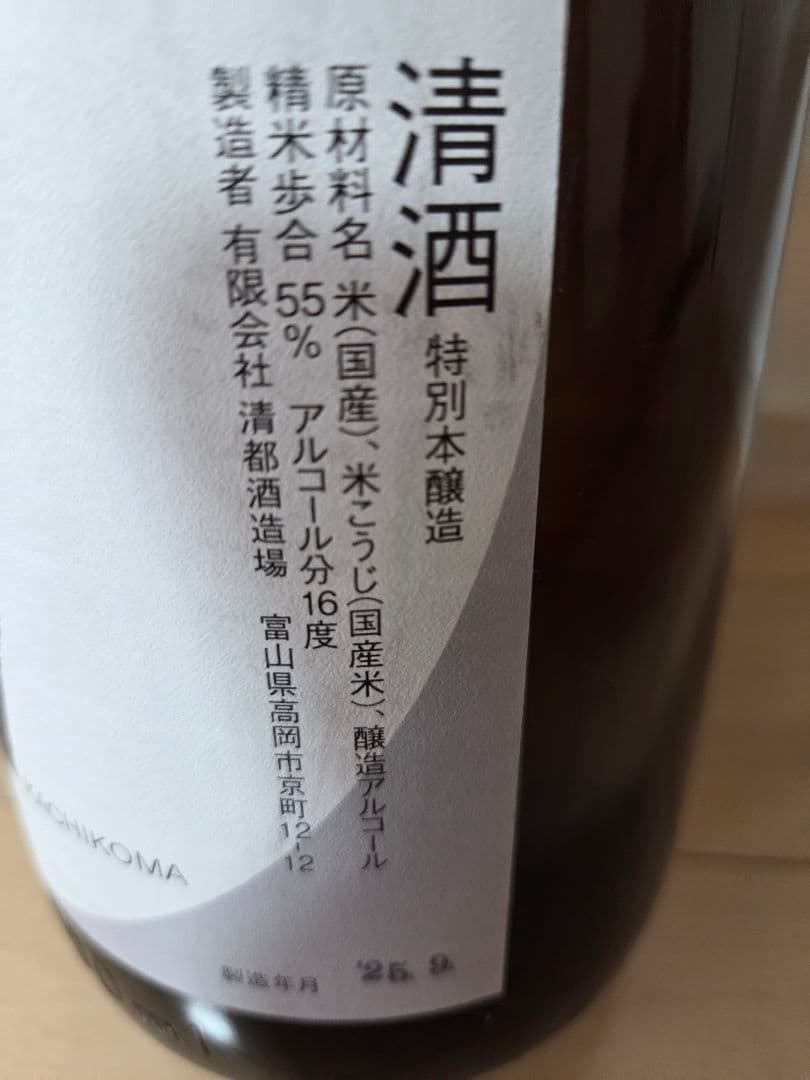 清酒 特別本醸造
原材料名 米(国産)、米こうじ(国産米)、醸造アルコール
精米歩合 55% アルコール分16度
製造者 有限会社 清都酒造場 富山県高岡市京町12-12
KACHIKOMA
製造年月 '25. 9.